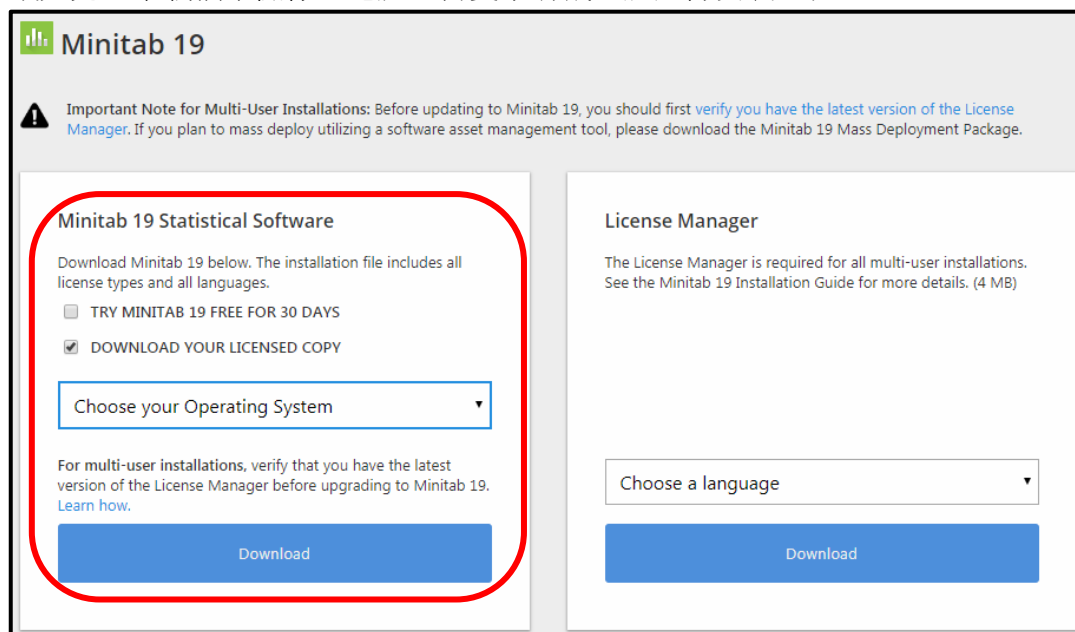 Minitab 19
Important Note for Multi-User Installations: Before updating to Minitab 19, you should first verify you have the latest version of the License
Manager. If you plan to mass deploy utilizing a software asset management tool, please download the Minitab 19 Mass Deployment Package.
Minitab 19 Statistical Software
Download Minitab 19 below. The installation file includes all
license types and all languages.
TRY MINITAB 19 FREE FOR 30 DAYS
DOWNLOAD YOUR LICENSED COPY
Choose your Operating System
For multi-user installations, verify that you have the latest
version of the License Manager before upgrading to Minitab 19.
Learn how.
Download
License Manager
The License Manager is required for all multi-user installations.
See the Minitab 19 Installation Guide for more details. (4 MB)
Choose a language
Download